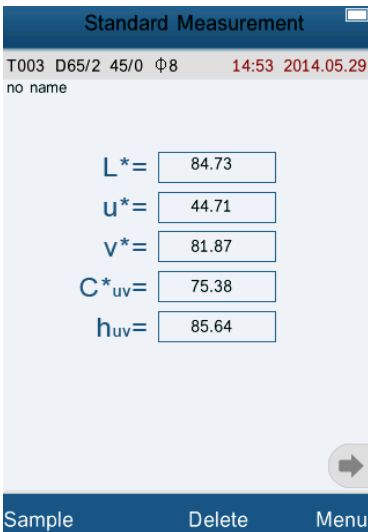 Standard Measurement
T003 D65/2 45/0 Φ8 14:53 2014.05.29
no name
L*= 84.73
u*= 44.71
v*= 81.87
C*uv= 75.38
huv= 85.64
Sample Delete Menu